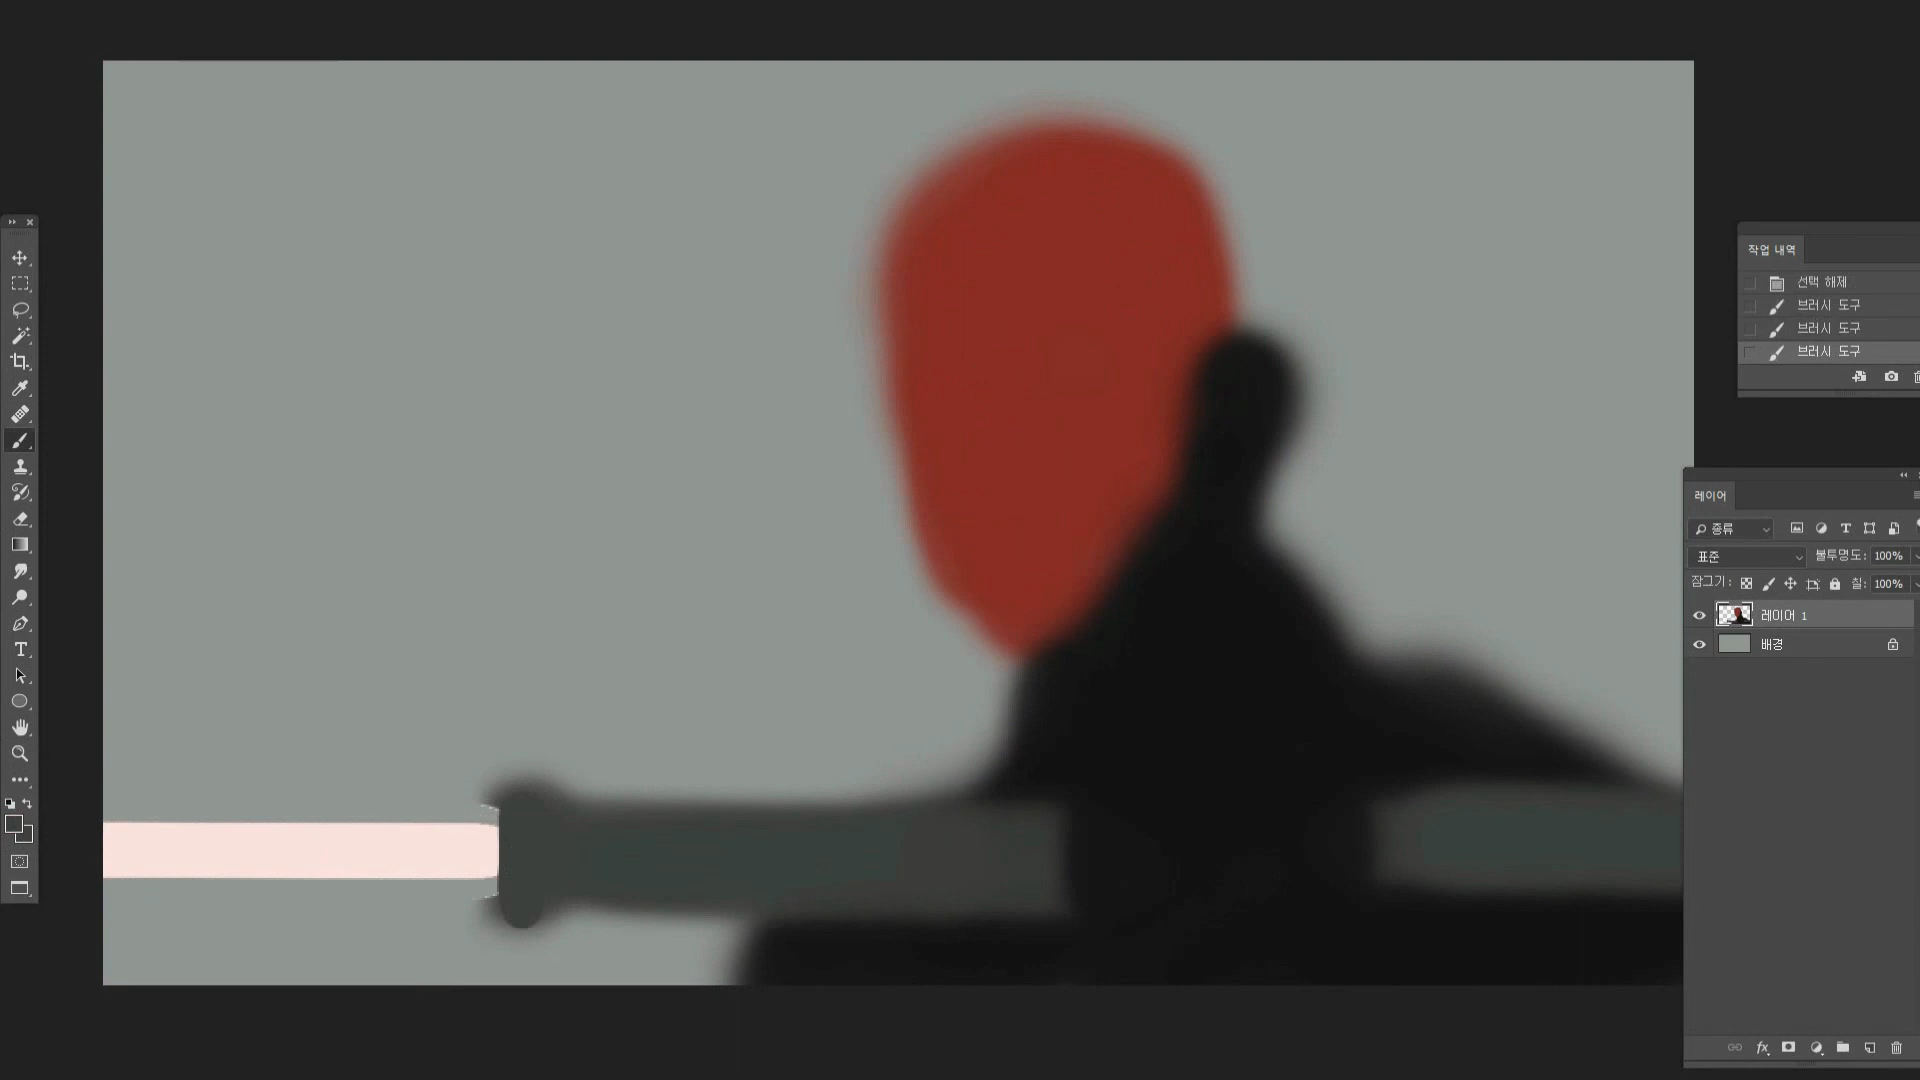 작업 내역
선택 해제
브러시 도구
브러시 도구
브러시 도구
레이어
종류
표준
불투명도: 100%
잠그기:
칠: 100%
레이어 1
배경